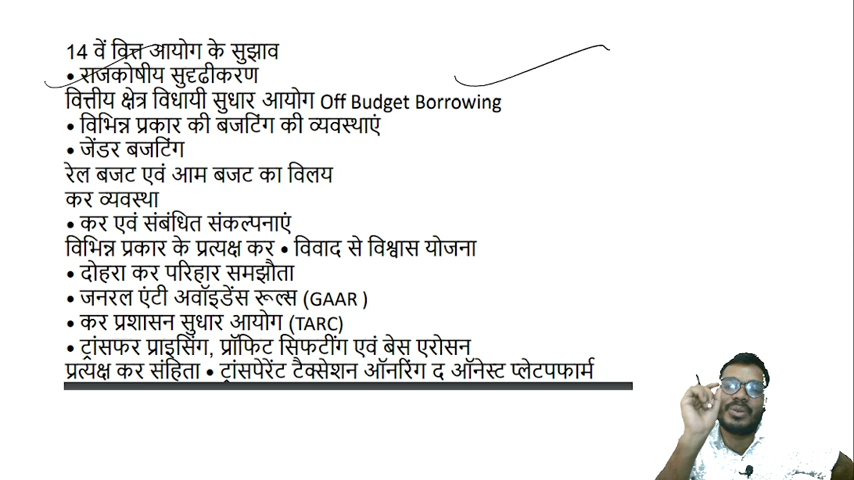 14 वें वित्त आयोग के सुझाव
• राजकोषीय सुदृढीकरण
वित्तीय क्षेत्र विधायी सुधार आयोग Off Budget Borrowing
• विभिन्न प्रकार की बजटिंग की व्यवस्थाएं
• जेंडर बजटिंग
रेल बजट एवं आम बजट का विलय
कर व्यवस्था
• कर एवं संबंधित संकल्पनाएं
विभिन्न प्रकार के प्रत्यक्ष कर • विवाद से विश्वास योजना
• दोहरा कर परिहार समझौता
• जनरल एंटी अवॉइडेंस रूल्स (GAAR )
• कर प्रशासन सुधार आयोग (TARC)
• ट्रांसफर प्राइसिंग, प्रॉफिट सिफटींग एवं बेस एरोसन
प्रत्यक्ष कर संहिता • ट्रांसपेरेंट टैक्सेशन ऑनरिंग द ऑनेस्ट प्लेटपफार्म